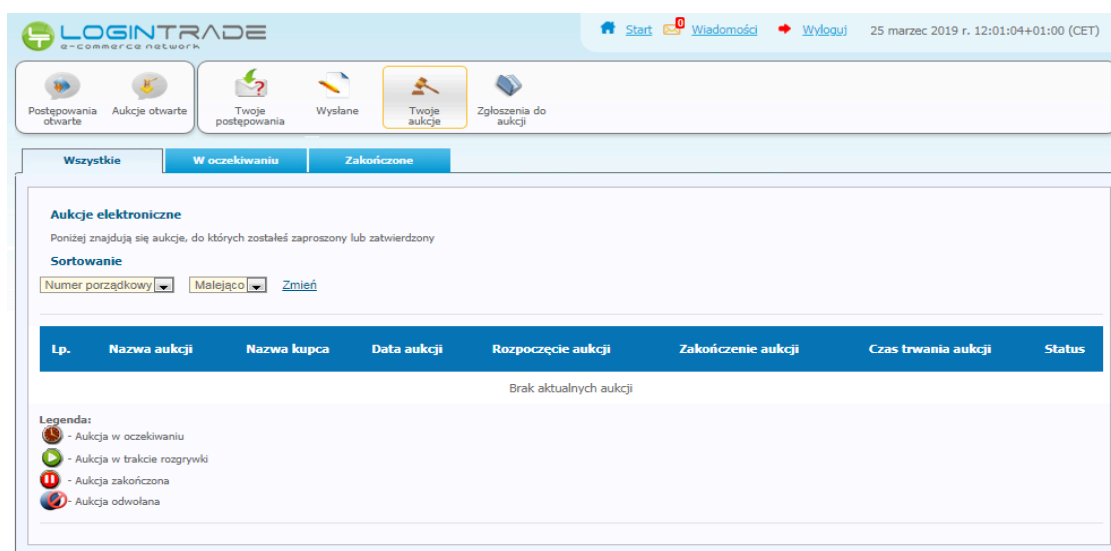 LOGINTRADE
e-commerce network
Start 0 Wiadomości Wyloguj 25 marzec 2019 r. 12:01:04+01:00 (CET)
Postępowania otwarte
Aukcje otwarte
Twoje postępowania
Wysłane
Twoje aukcje
Zgłoszenia do aukcji
Wszystkie W oczekiwaniu Zakończone
Aukcje elektroniczne
Poniżej znajdują się aukcje, do których zostałeś zaproszony lub zatwierdzony
Sortowanie
Numer porządkowy Malejąco Zmień
Lp. Nazwa aukcji Nazwa kupca Data aukcji Rozpoczęcie aukcji Zakończenie aukcji Czas trwania aukcji Status
Brak aktualnych aukcji
Legenda:
- Aukcja w oczekiwaniu
- Aukcja w trakcie rozgrywki
- Aukcja zakończona
- Aukcja odwołana